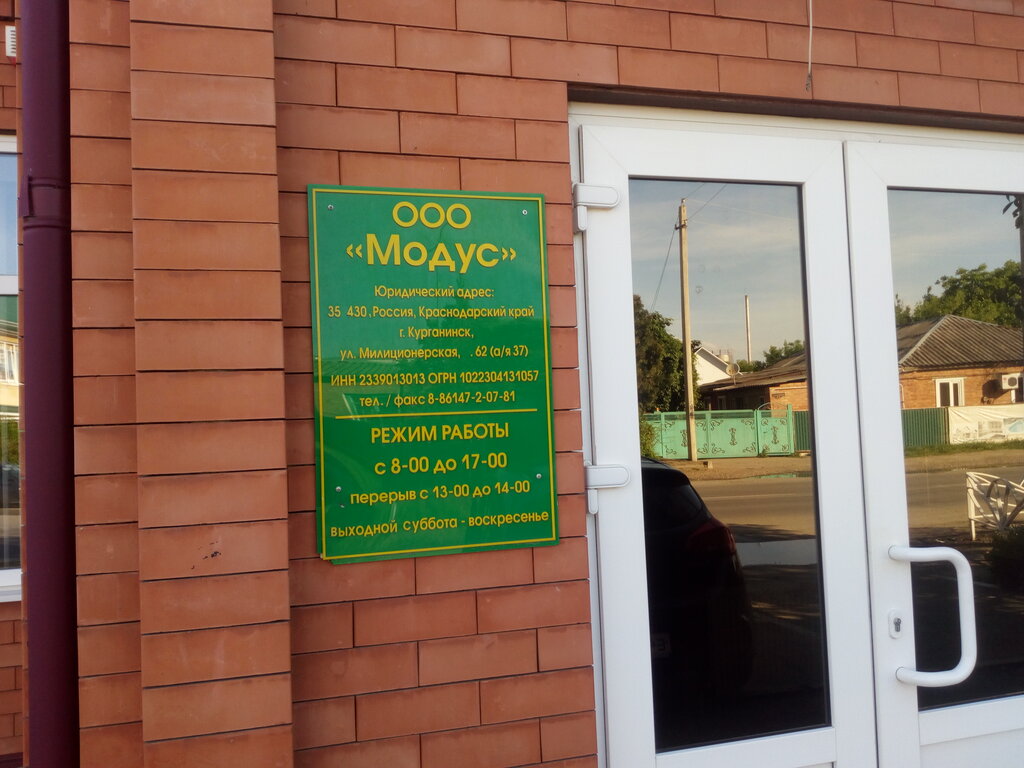 ООО
«Модус»
Юридический адрес:
35 430, Россия, Краснодарский край
г. Курганинск,
ул. Милиционерская, . 62 (а/я 37)
ИНН 2339013013 ОГРН 1022304131057
тел. / факс 8-86147-2-07-81
РЕЖИМ РАБОТЫ
с 8-00 до 17-00
перерыв с 13-00 до 14-00
выходной суббота - воскресенье